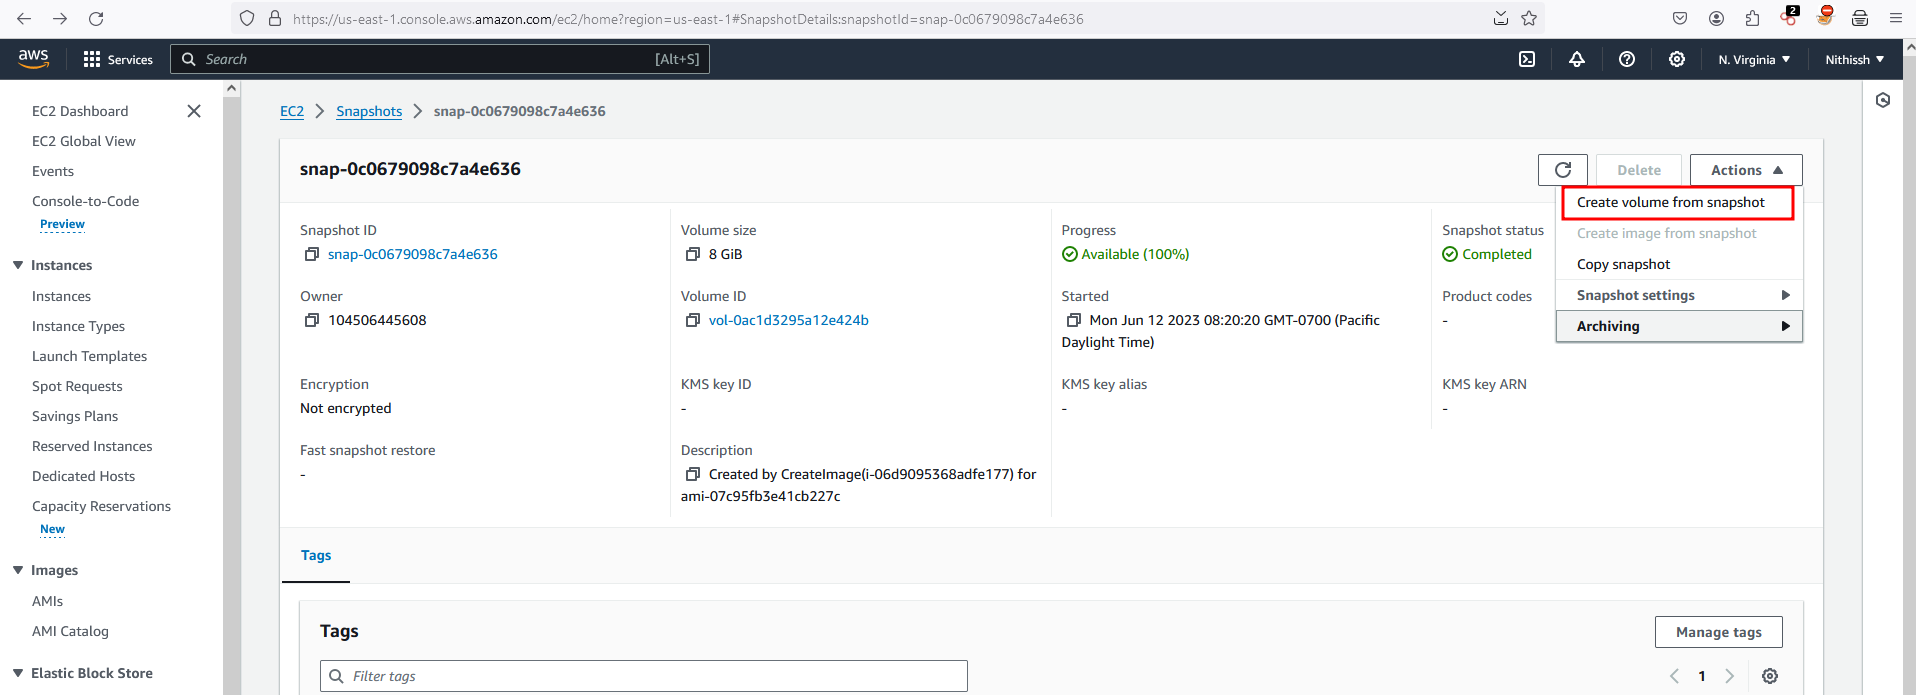 https://us-east-1.console.aws.amazon.com/ec2/home?region=us-east-1#SnapshotDetails:snapshotId=snap-0c0679098c7a4e636
2
aws
Services
Search
[Alt+S]
N. Virginia
Nithissh
EC2 Dashboard
EC2 Global View
Events
Console-to-Code
Preview
Instances
Instances
Instance Types
Launch Templates
Spot Requests
Savings Plans
Reserved Instances
Dedicated Hosts
Capacity Reservations
New
Images
AMIs
AMI Catalog
Elastic Block Store
EC2 > Snapshots > snap-0c0679098c7a4e636
snap-0c0679098c7a4e636
Delete
Actions
Create volume from snapshot
Create image from snapshot
Copy snapshot
Snapshot settings
Archiving
Snapshot ID
snap-0c0679098c7a4e636
Volume size
8 GiB
Progress
Available (100%)
Snapshot status
Completed
Owner
104506445608
Volume ID
vol-0ac1d3295a12e424b
Started
Mon Jun 12 2023 08:20:20 GMT-0700 (Pacific
Daylight Time)
Product codes
-
Encryption
Not encrypted
KMS key ID
-
KMS key alias
-
KMS key ARN
-
Fast snapshot restore
-
Description
Created by CreateImage(i-06d9095368adfe177) for
ami-07c95fb3e41cb227c
Tags
Tags
Manage tags
Filter tags
1